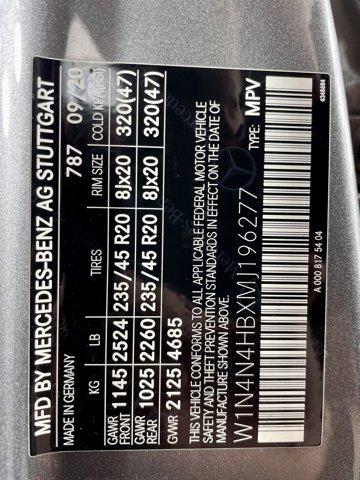 MFD BY MERCEDES-BENZ AG STUTTGART
MADE IN GERMANY 787 09/20
KG LB TIRES RIM SIZE COLD KPA(PSI)
GAWR FRONT 1145 2524 235/45 R20 8Jx20 320(47)
GAWR REAR 1025 2260 235/45 R20 8Jx20 320(47)
GVWR 2125 4685
THIS VEHICLE CONFORMS TO ALL APPLICABLE FEDERAL MOTOR VEHICLE
SAFETY AND THEFT PREVENTION STANDARDS IN EFFECT ON THE DATE OF
MANUFACTURE SHOWN ABOVE.
W1N4N4HBXMJ196277 TYPE: MPV
A 000 817 54 04